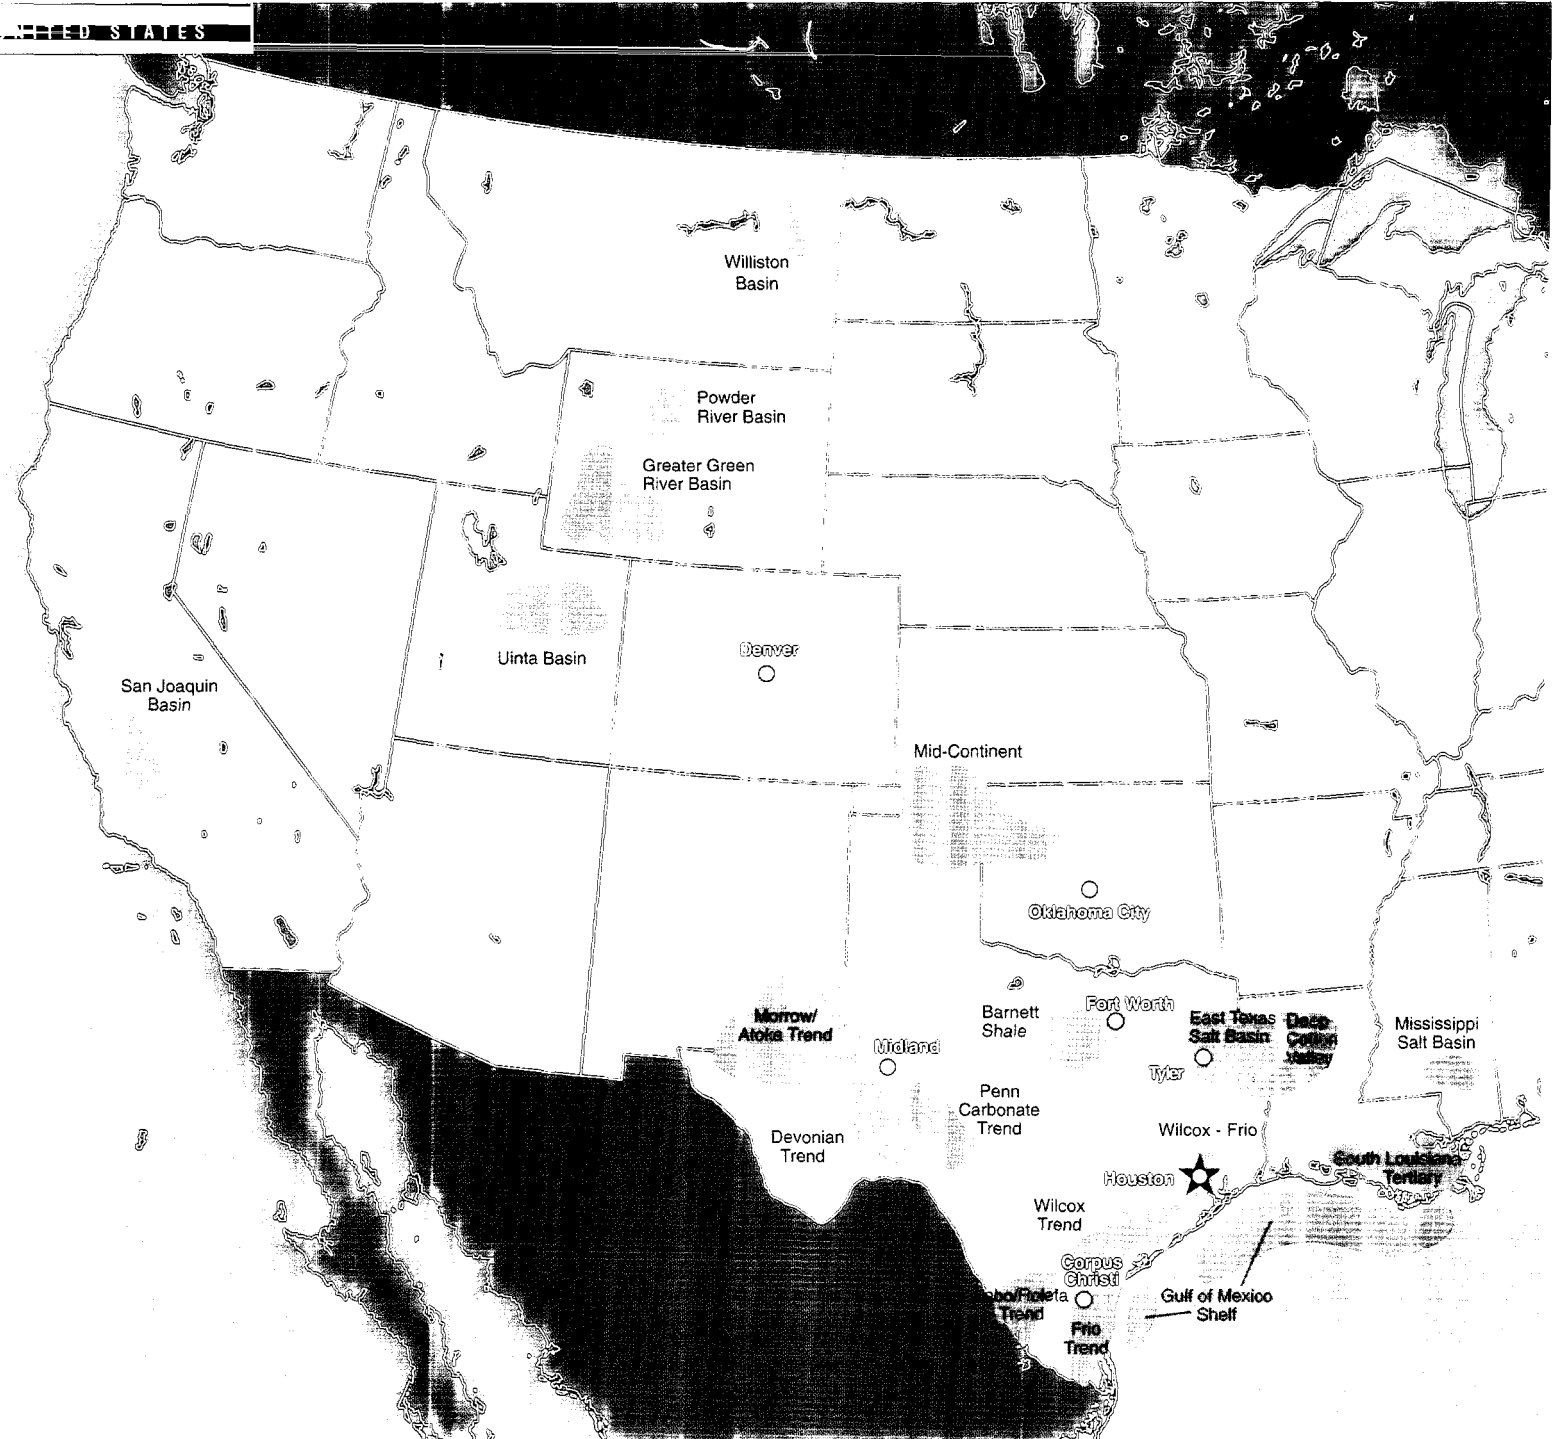 UNITED STATES
Williston
Basin
Powder
River Basin
Greater Green
River Basin
Uinta Basin
Denver
San Joaquin
Basin
Mid-Continent
Oklahoma City
Morrow/
Atoka Trend
Midland
Barnett
Shale
Fort Worth
East Texas
Salt Basin
Deep
Cotton
Valley
Tyler
Mississippi
Salt Basin
Penn
Carbonate
Trend
Devonian
Trend
Wilcox - Frio
Houston
South Louisiana
Tertiary
Wilcox
Trend
Corpus
Christi
Trend
Frio
Trend
Gulf of Mexico
Shelf